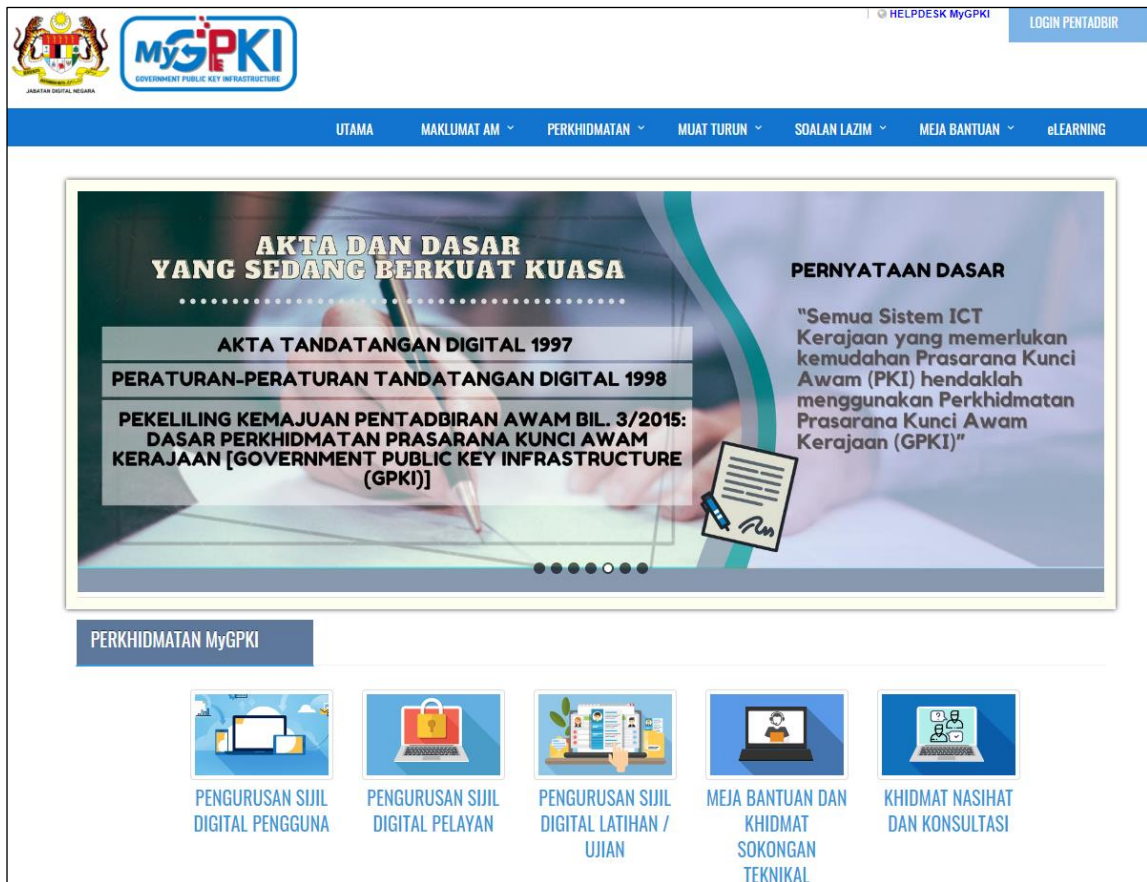 JABATAN DIGITAL NEGARA
MyGPKI
GOVERNMENT PUBLIC KEY INFRASTRUCTURE
HELPDESK MyGPKI
LOGIN PENTADBIR
UTAMA
MAKLUMAT AM
PERKHIDMATAN
MUAT TURUN
SOALAN LAZIM
MEJA BANTUAN
eLEARNING
AKTA DAN DASAR
YANG SEDANG BERKUAT KUASA
AKTA TANDATANGAN DIGITAL 1997
PERATURAN-PERATURAN TANDATANGAN DIGITAL 1998
PEKELILING KEMAJUAN PENTADBIRAN AWAM BIL. 3/2015:
DASAR PERKHIDMATAN PRASARANA KUNCI AWAM
KERAJAAN [GOVERNMENT PUBLIC KEY INFRASTRUCTURE
(GPKI)]
PERNYATAAN DASAR
"Semua Sistem ICT
Kerajaan yang memerlukan
kemudahan Prasarana Kunci
Awam (PKI) hendaklah
menggunakan Perkhidmatan
Prasarana Kunci Awam
Kerajaan (GPKI)"
PERKHIDMATAN MyGPKI
PENGURUSAN SIJIL
DIGITAL PENGGUNA
PENGURUSAN SIJIL
DIGITAL PELAYAN
PENGURUSAN SIJIL
DIGITAL LATIHAN /
UJIAN
MEJA BANTUAN DAN
KHIDMAT
SOKONGAN
TEKNIKAL
KHIDMAT NASIHAT
DAN KONSULTASI